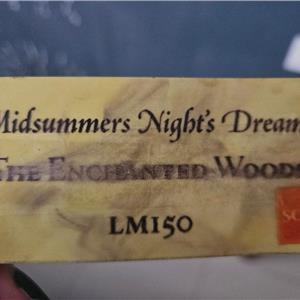 Midsummers Night's Dream
THE ENCHANTED WOODS
LM150